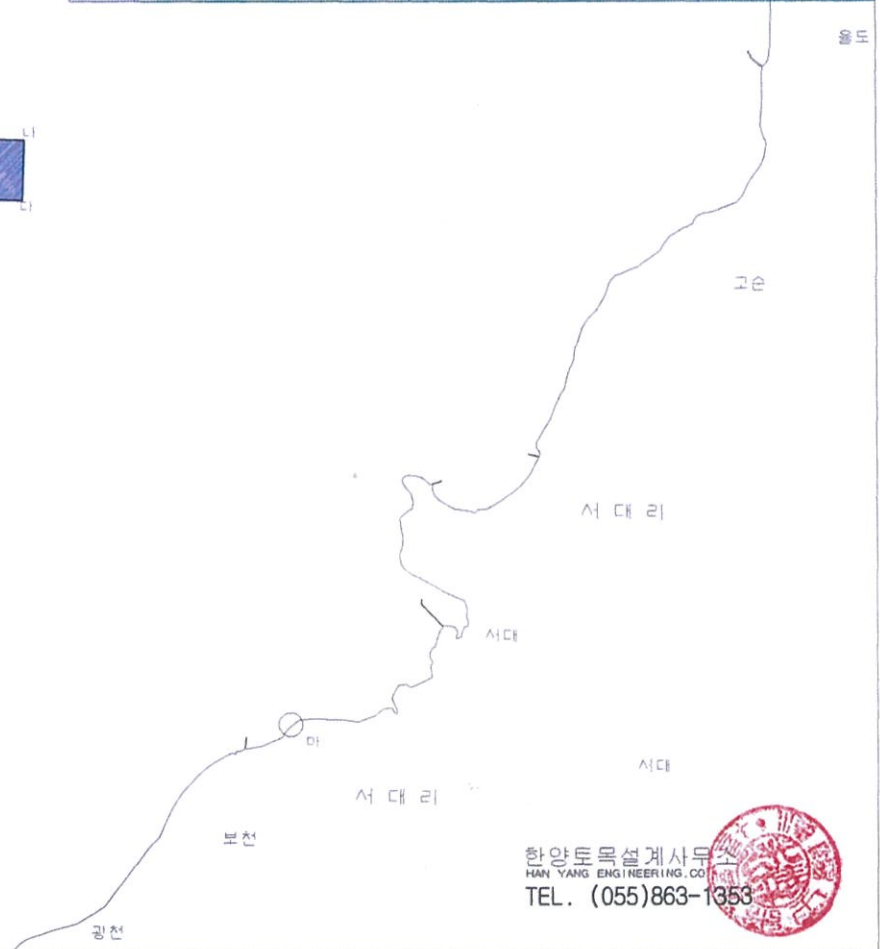 율도
나
다
고순
서 대 리
서대
마
서대
서 대 리
보천
한양토목설계사무소
HAN YANG ENGINEERING.CO
TEL. (055)863-1353
광천